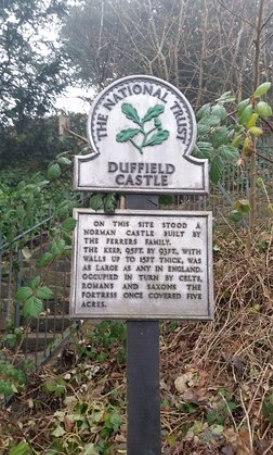 THE NATIONAL TRUST
DUFFIELD
CASTLE
ON THIS SITE STOOD A
NORMAN CASTLE BUILT BY
THE FERRERS FAMILY.
THE KEEP, 95FT. BY 93FT., WITH
WALLS UP TO 15FT THICK, WAS
AS LARGE AS ANY IN ENGLAND.
OCCUPIED IN TURN BY CELTS,
ROMANS AND SAXONS THE
FORTRESS ONCE COVERED FIVE
ACRES.